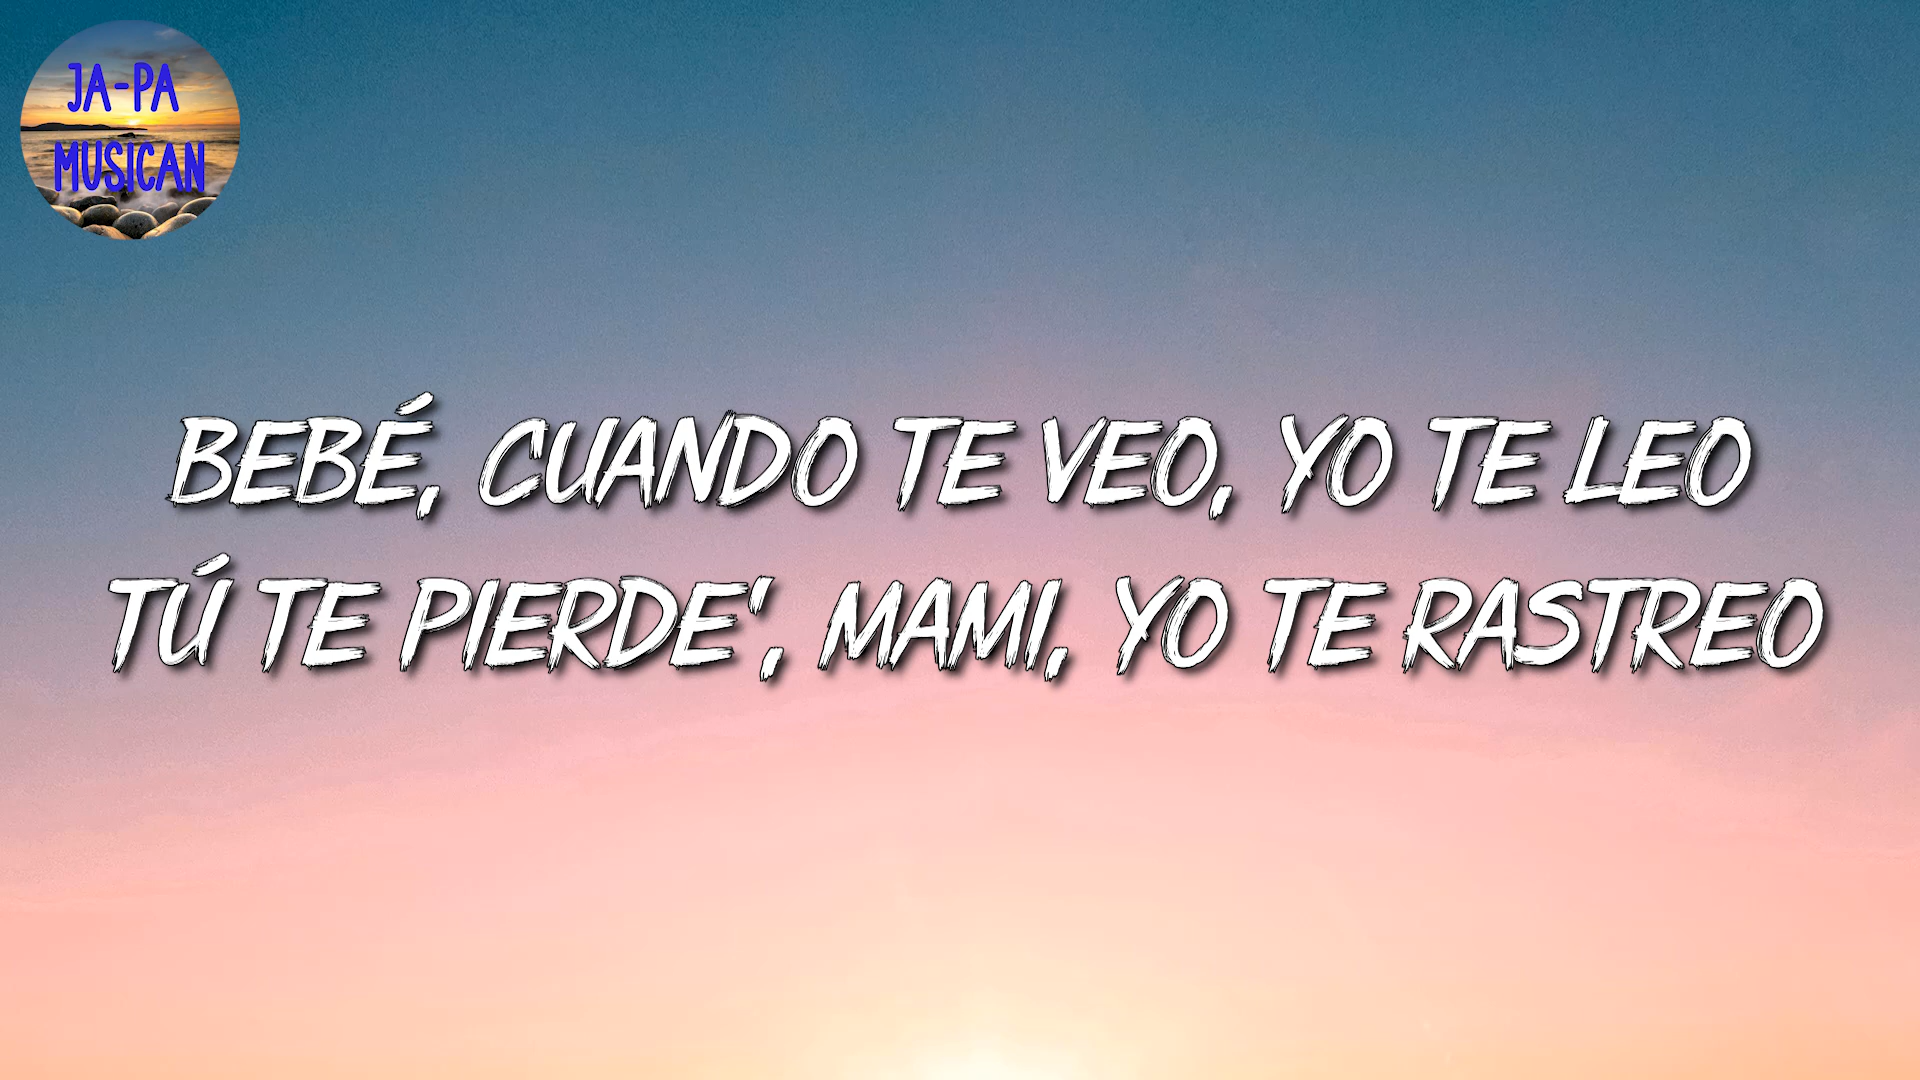 JA-PA
MUSICAN
BEBÉ, CUANDO TE VEO, YO TE LEO
TÚ TE PIERDE', MAMI, YO TE RASTREO